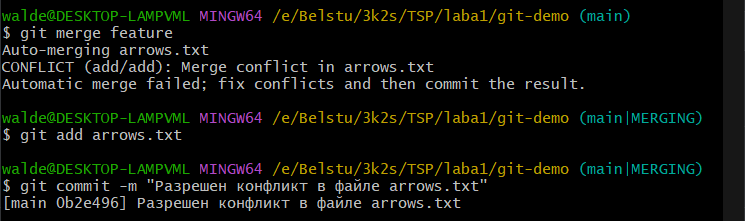 walde@DESKTOP-LAMPVML MINGW64 /e/Belstu/3k2s/TSP/laba1/git-demo (main)
$ git merge feature
Auto-merging arrows.txt
CONFLICT (add/add): Merge conflict in arrows.txt
Automatic merge failed; fix conflicts and then commit the result.
walde@DESKTOP-LAMPVML MINGW64 /e/Belstu/3k2s/TSP/laba1/git-demo (main|MERGING)
$ git add arrows.txt
walde@DESKTOP-LAMPVML MINGW64 /e/Belstu/3k2s/TSP/laba1/git-demo (main|MERGING)
$ git commit -m "Разрешен конфликт в файле arrows.txt"
[main 0b2e496] Разрешен конфликт в файле arrows.txt